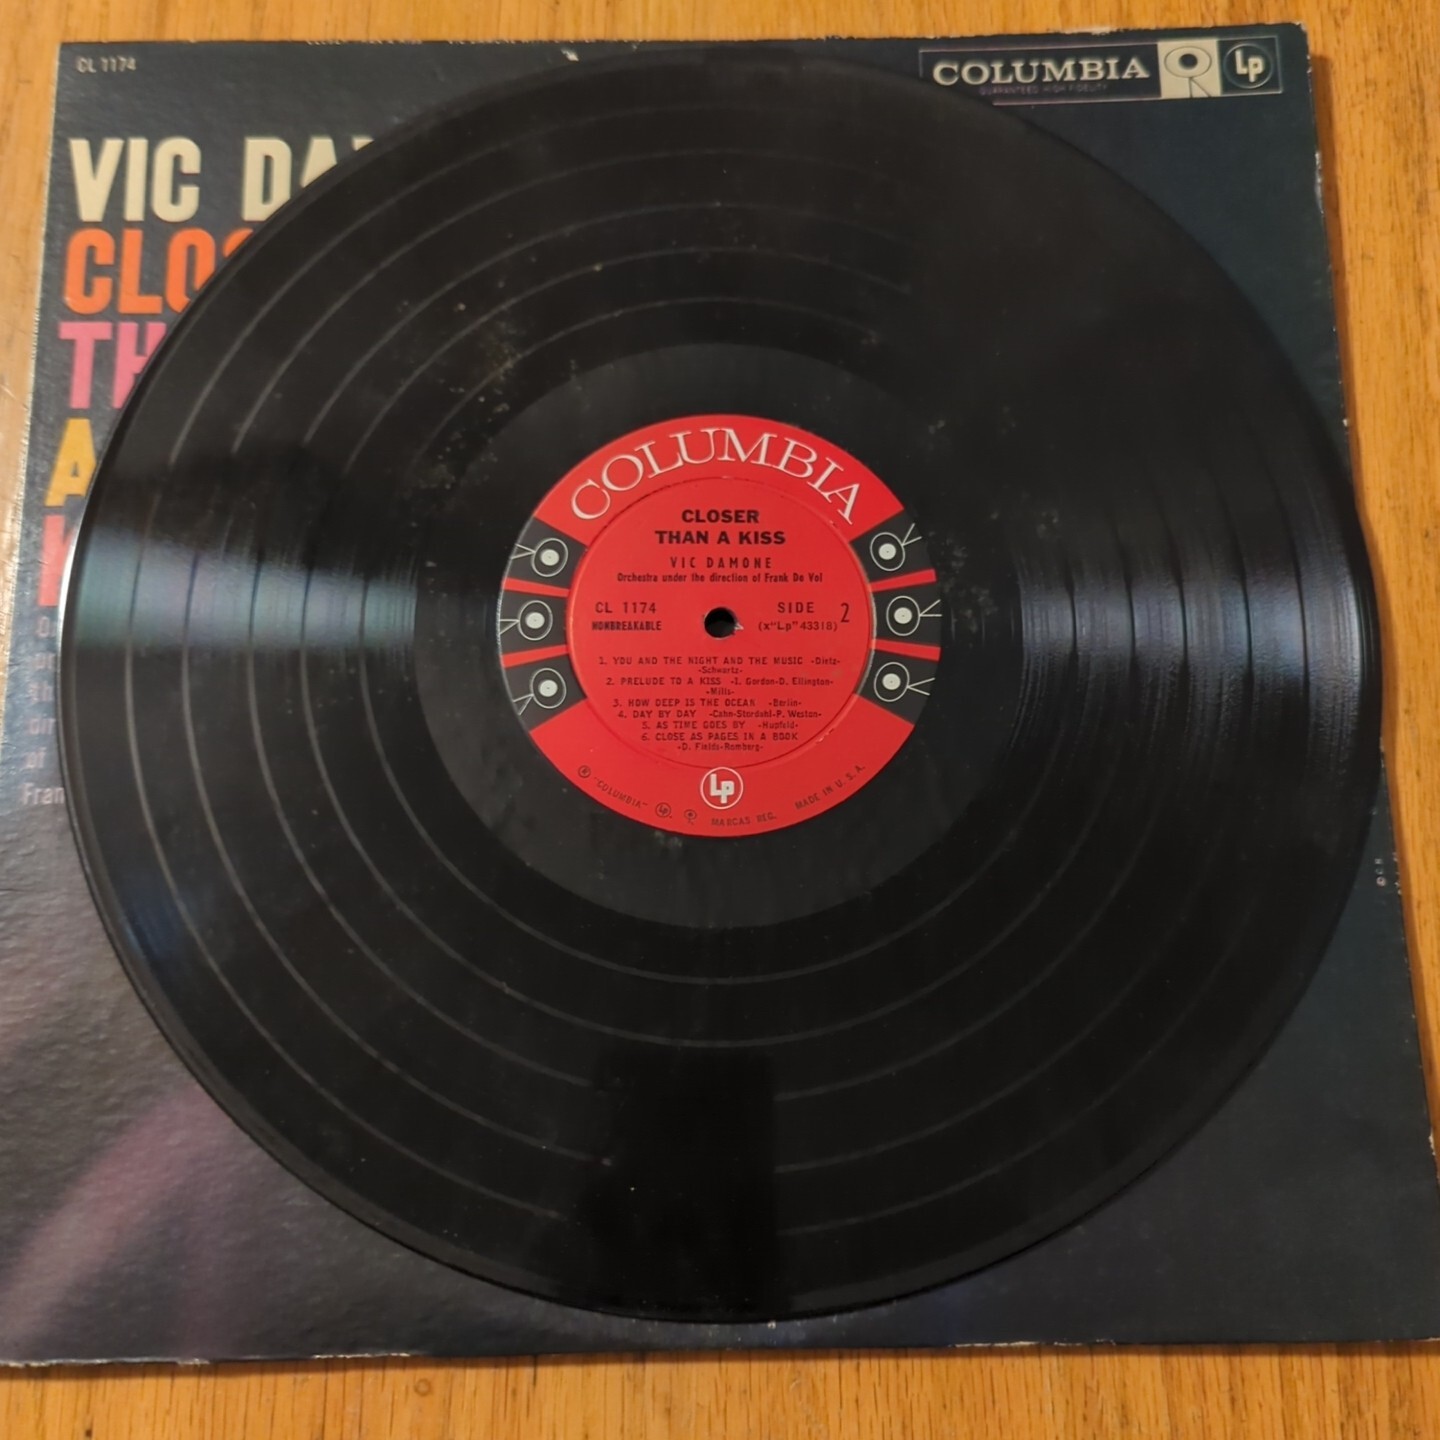 CL 1174
COLUMBIA
GUARANTEED HIGH FIDELITY
Lp
VIC DA
CLOS
TH
A
K
Fran
COLUMBIA
CLOSER
THAN A KISS
VIC DAMONE
Orchestra under the direction of Frank De Vol
CL 1174
SIDE 2
NONBREAKABLE
(x"Lp"43318)
1. YOU AND THE NIGHT AND THE MUSIC -Dietz-
-Schwartz-
2. PRELUDE TO A KISS -I. Gordon-D. Ellington-
-Mills-
3. HOW DEEP IS THE OCEAN -Berlin-
4. DAY BY DAY -Cahn-Stordahl-P. Weston-
5. AS TIME GOES BY -Hupfeld-
6. CLOSE AS PAGES IN A BOOK
-D. Fields-Romberg-
Lp
"COLUMBIA" Lp MARCAS REG. MADE IN U. S. A.